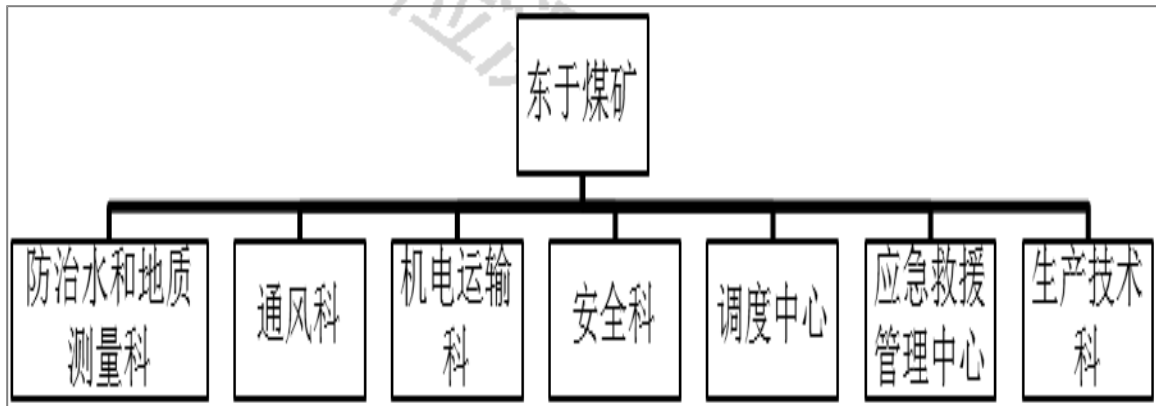 东于煤矿
防治水和地质
测量科
通风科
机电运输
科
安全科
调度中心
应急救援
管理中心
生产技术
科